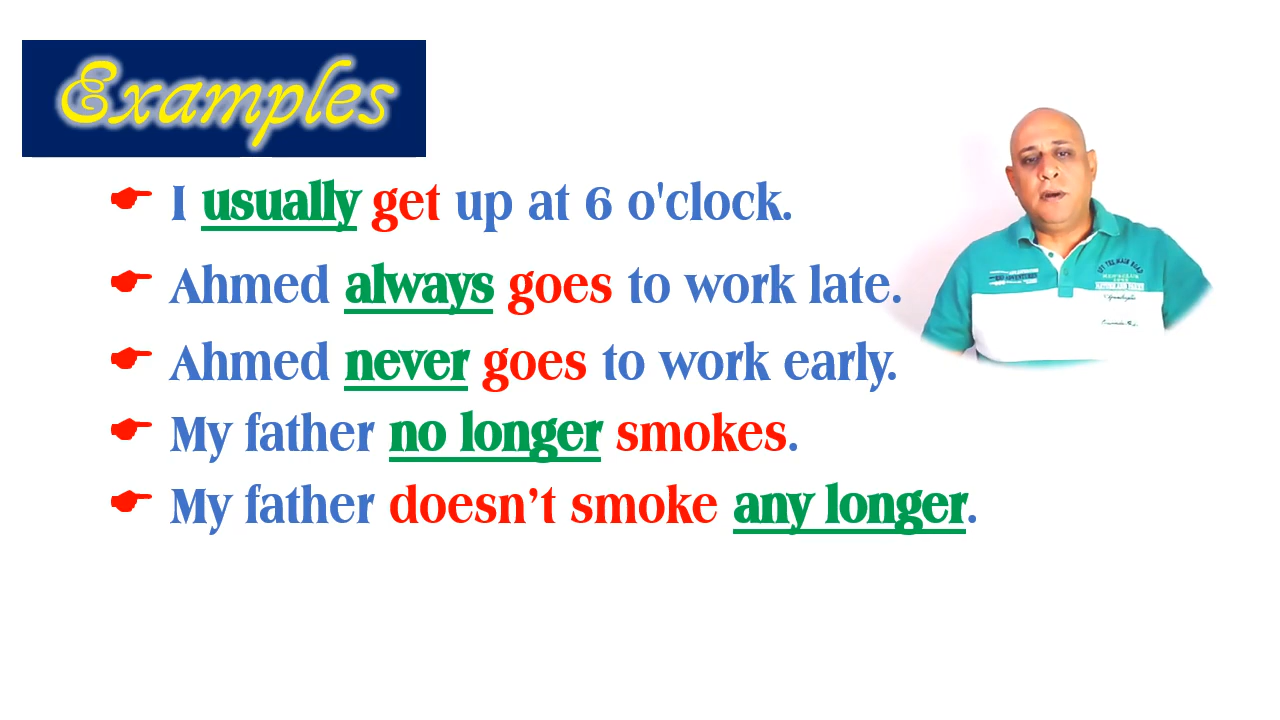 Examples
I usually get up at 6 o'clock.
Ahmed always goes to work late.
Ahmed never goes to work early.
My father no longer smokes.
My father doesn’t smoke any longer.